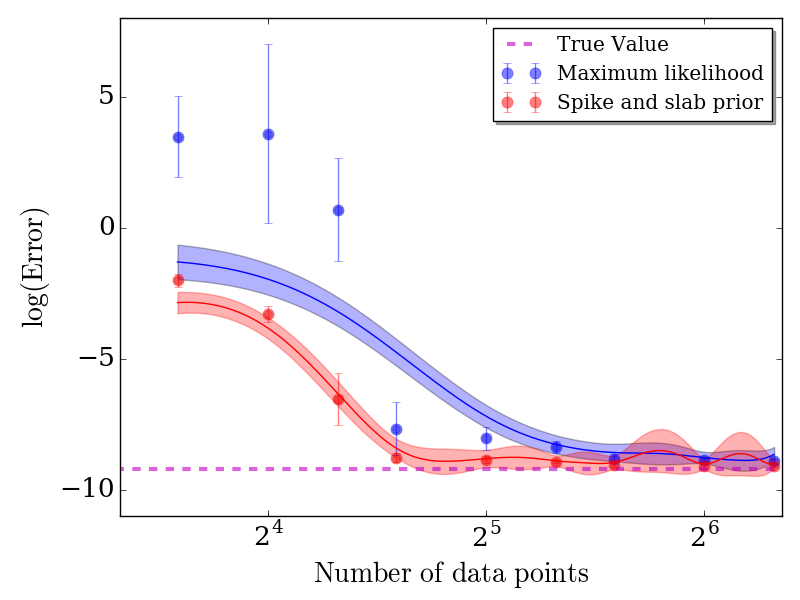 True Value
Maximum likelihood
Spike and slab prior
5
0
−5
−10
log(Error)
2^4
2^5
2^6
Number of data points